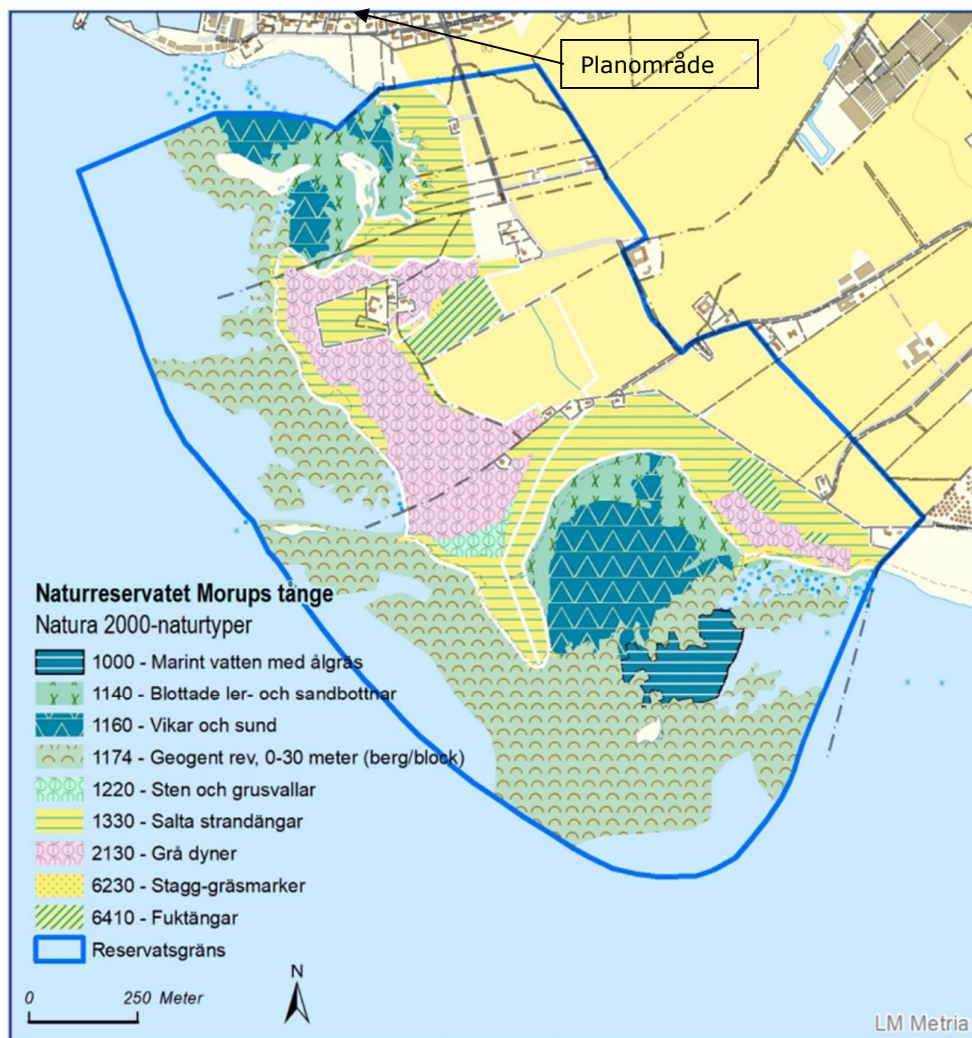 Planområde
Naturreservatet Morups tånge
Natura 2000-naturtyper
1000 - Marint vatten med ålgräs
1140 - Blottade ler- och sandbottnar
1160 - Vikar och sund
1174 - Geogent rev, 0-30 meter (berg/block)
1220 - Sten och grusvallar
1330 - Salta strandängar
2130 - Grå dyner
6230 - Stagg-gräsmarker
6410 - Fuktängar
Reservatsgräns
0 250 Meter
N
LM Metria